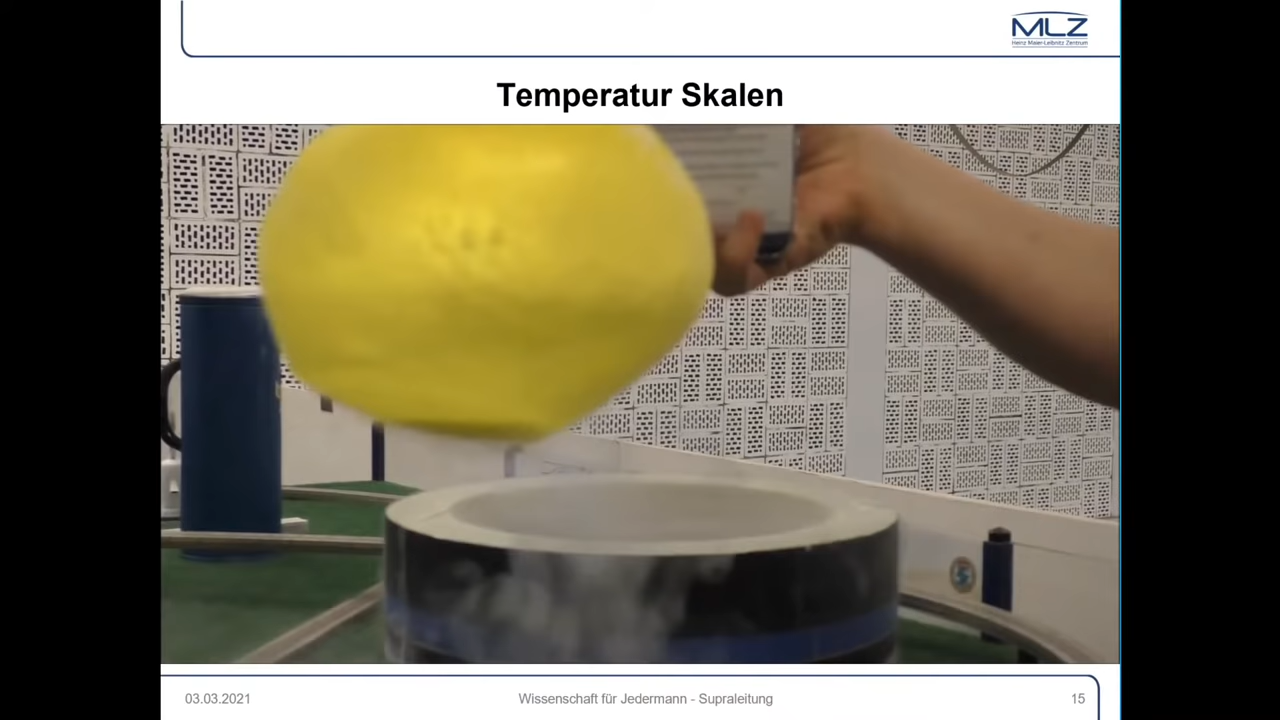 MLZ
Heinz Maier-Leibnitz Zentrum
Temperatur Skalen
03.03.2021
Wissenschaft für Jedermann - Supraleitung
15